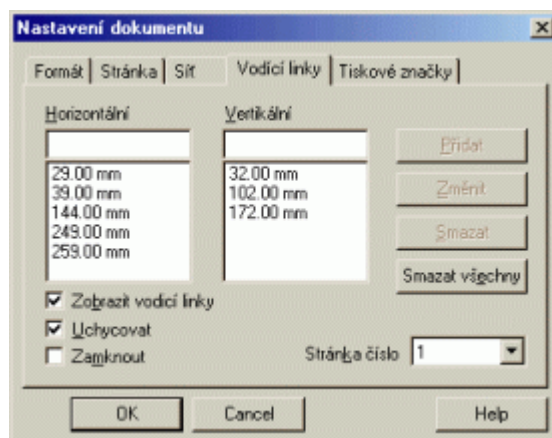 Nastavení dokumentu
Formát Stránka Síť Vodící linky Tiskové značky
Horizontální Vertikální
Přidat
29.00 mm 32.00 mm
39.00 mm 102.00 mm Změnit
144.00 mm 172.00 mm
249.00 mm Smazat
259.00 mm
Smazat všechny
Zobrazit vodicí linky
Uchycovat
Zamknout Stránka číslo 1
OK Cancel Help